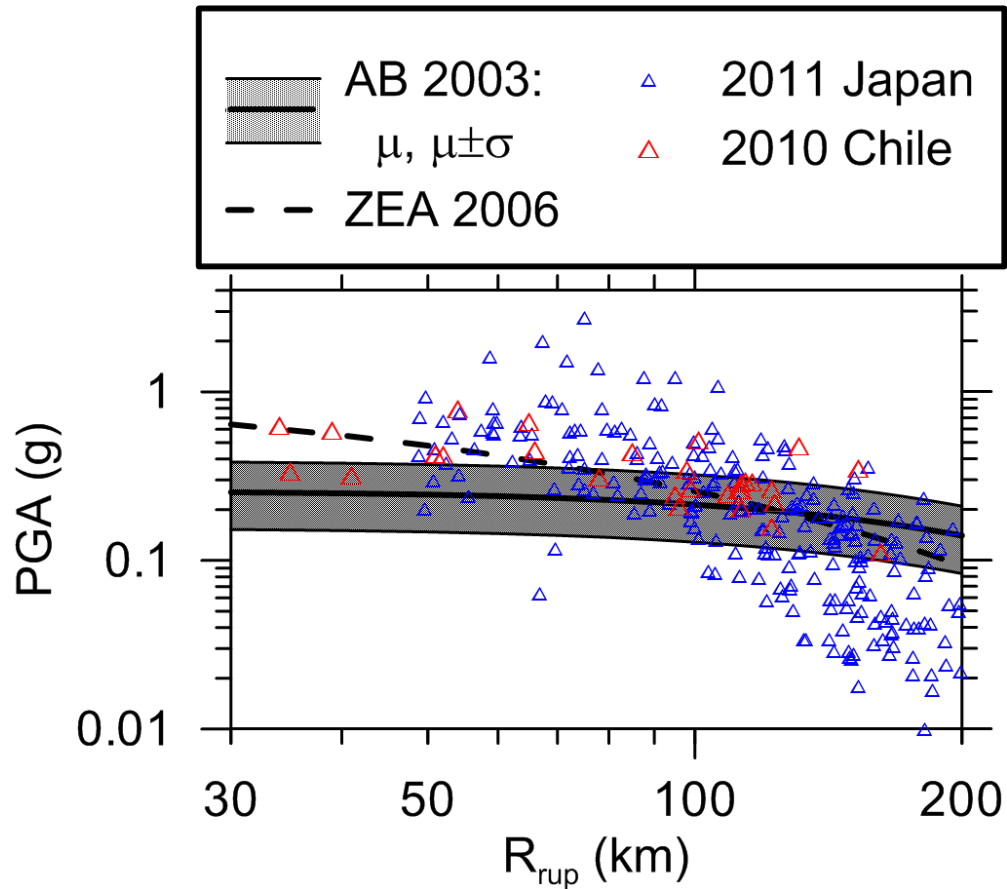 AB 2003:
μ, μ±σ
ZEA 2006
2011 Japan
2010 Chile
PGA (g)
1
0.1
0.01
30
50
100
200
R_rup (km)